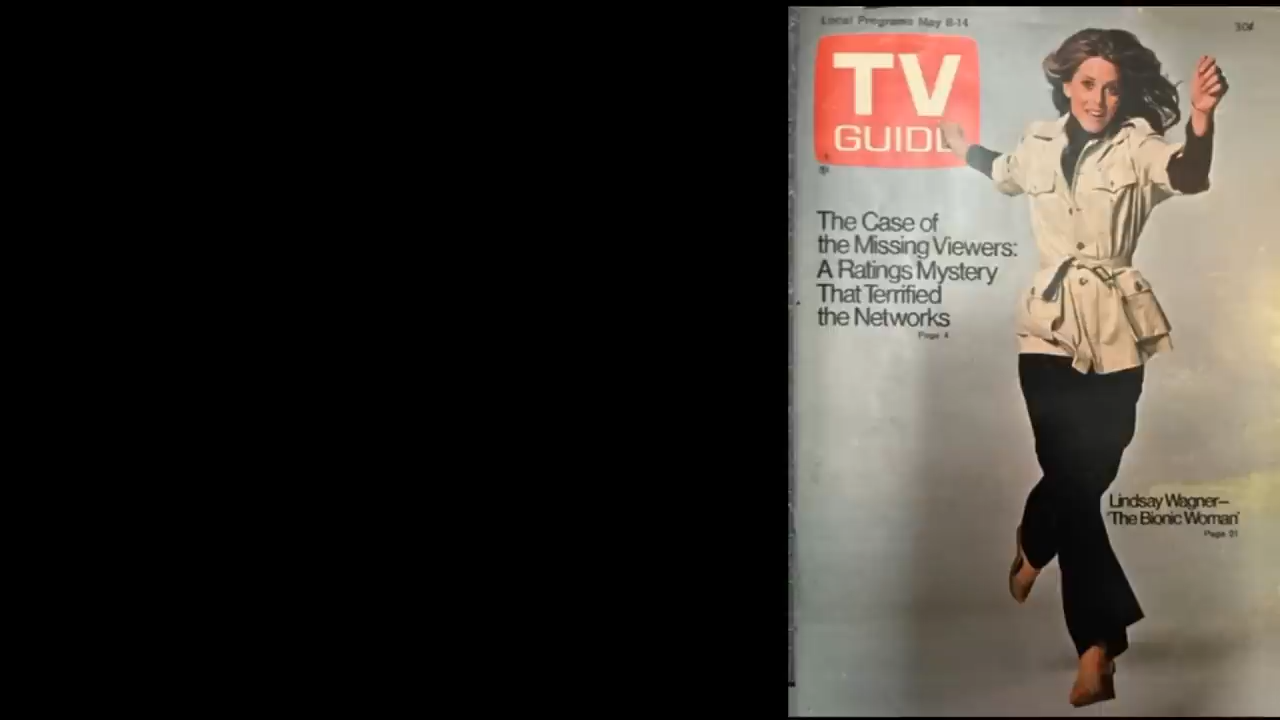 Local Programs May 8-14
30¢
TV
GUIDE
®
The Case of
the Missing Viewers:
A Ratings Mystery
That Terrified
the Networks
Page 4
Lindsay Wagner—
'The Bionic Woman'
Page 21